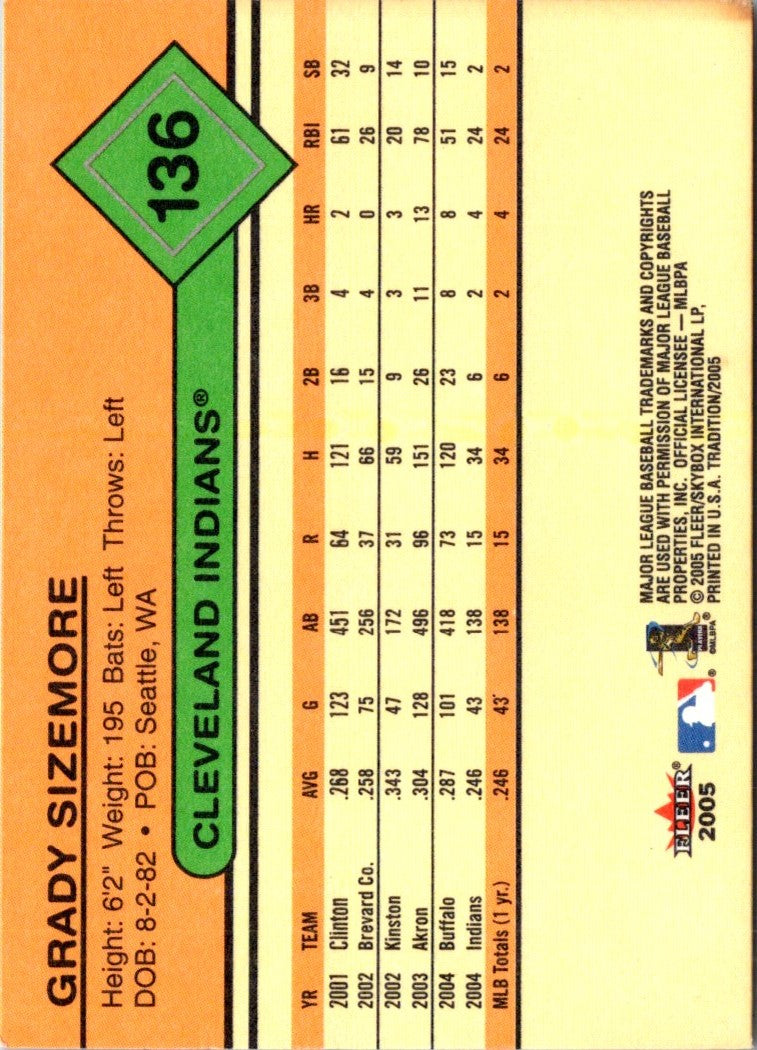 GRADY SIZEMORE
Height: 6'2" Weight: 195 Bats: Left Throws: Left
DOB: 8-2-82 • POB: Seattle, WA
CLEVELAND INDIANS®
136
YR TEAM AVG G AB R H 2B 3B HR RBI SB
2001 Clinton .268 123 451 64 121 16 4 2 61 32
2002 Brevard Co. .258 75 256 37 66 15 4 0 26 9
2002 Kinston .343 47 172 31 59 9 3 3 20 14
2003 Akron .304 128 496 96 151 26 11 13 78 10
2004 Buffalo .287 101 418 73 120 23 8 8 51 15
2004 Indians .246 43 138 15 34 6 2 4 24 2
MLB Totals (1 yr.) .246 43 138 15 34 6 2 4 24 2
FLEER®
2005
®
©MLBPA
MAJOR LEAGUE BASEBALL TRADEMARKS AND COPYRIGHTS
ARE USED WITH PERMISSION OF MAJOR LEAGUE BASEBALL
PROPERTIES, INC. OFFICIAL LICENSEE — MLBPA
© 2005 FLEER/SKYBOX INTERNATIONAL LP,
PRINTED IN U.S.A. TRADITION/2005